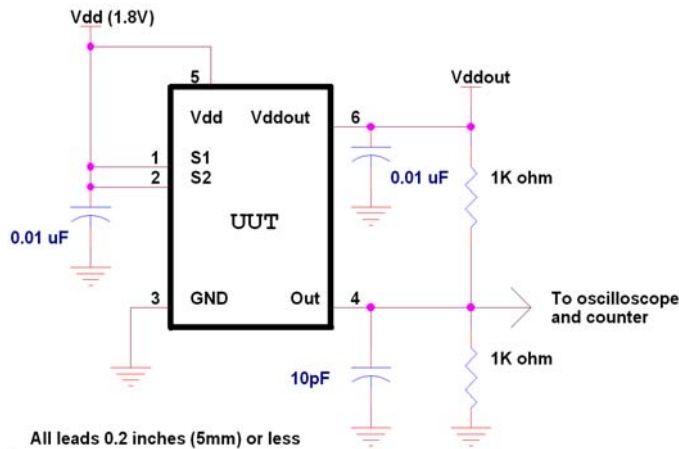 Vdd (1.8V)
Vddout
5
6
Vdd Vddout
1
S1
2
S2
0.01 uF
1K ohm
0.01 uF
UUT
3
GND
Out
4
To oscilloscope
and counter
1K ohm
10pF
All leads 0.2 inches (5mm) or less